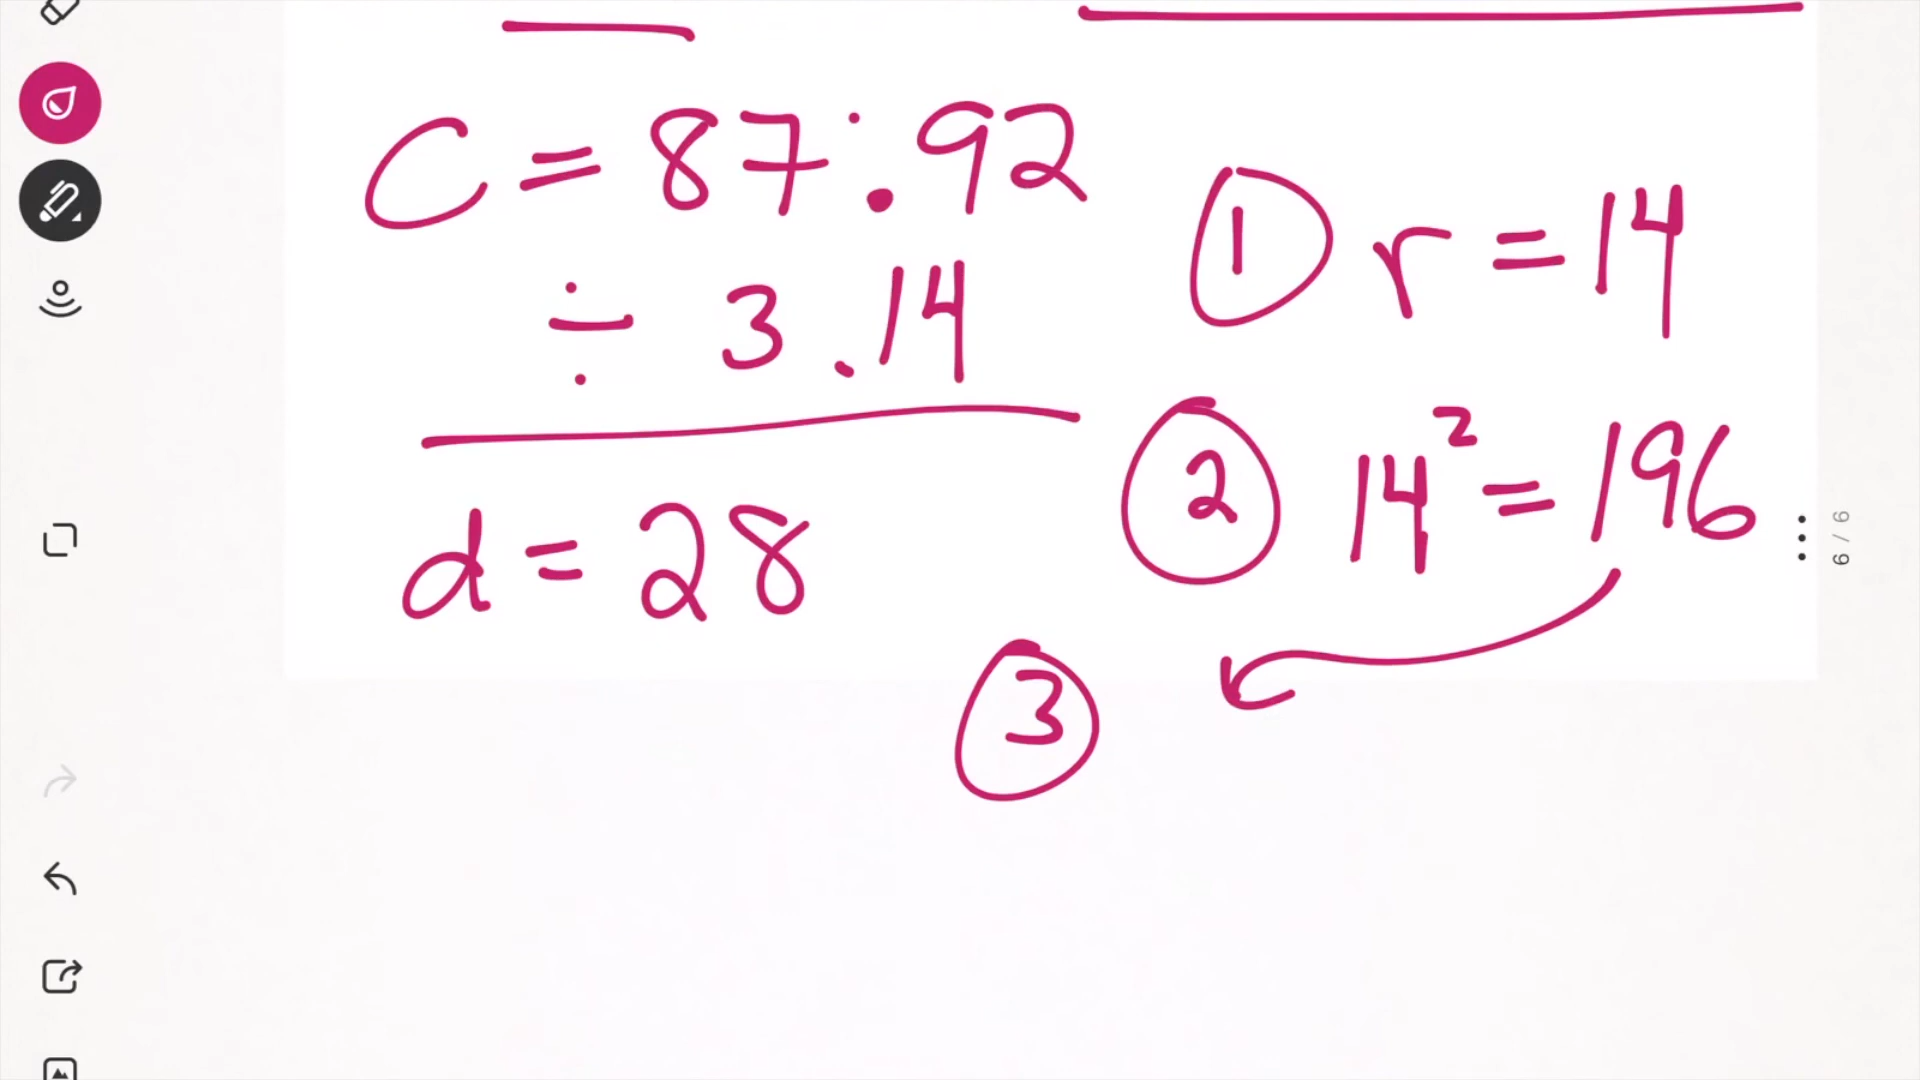 C = 87.92
÷ 3.14
d = 28
1 r = 14
2 14² = 196
3
6 / 6